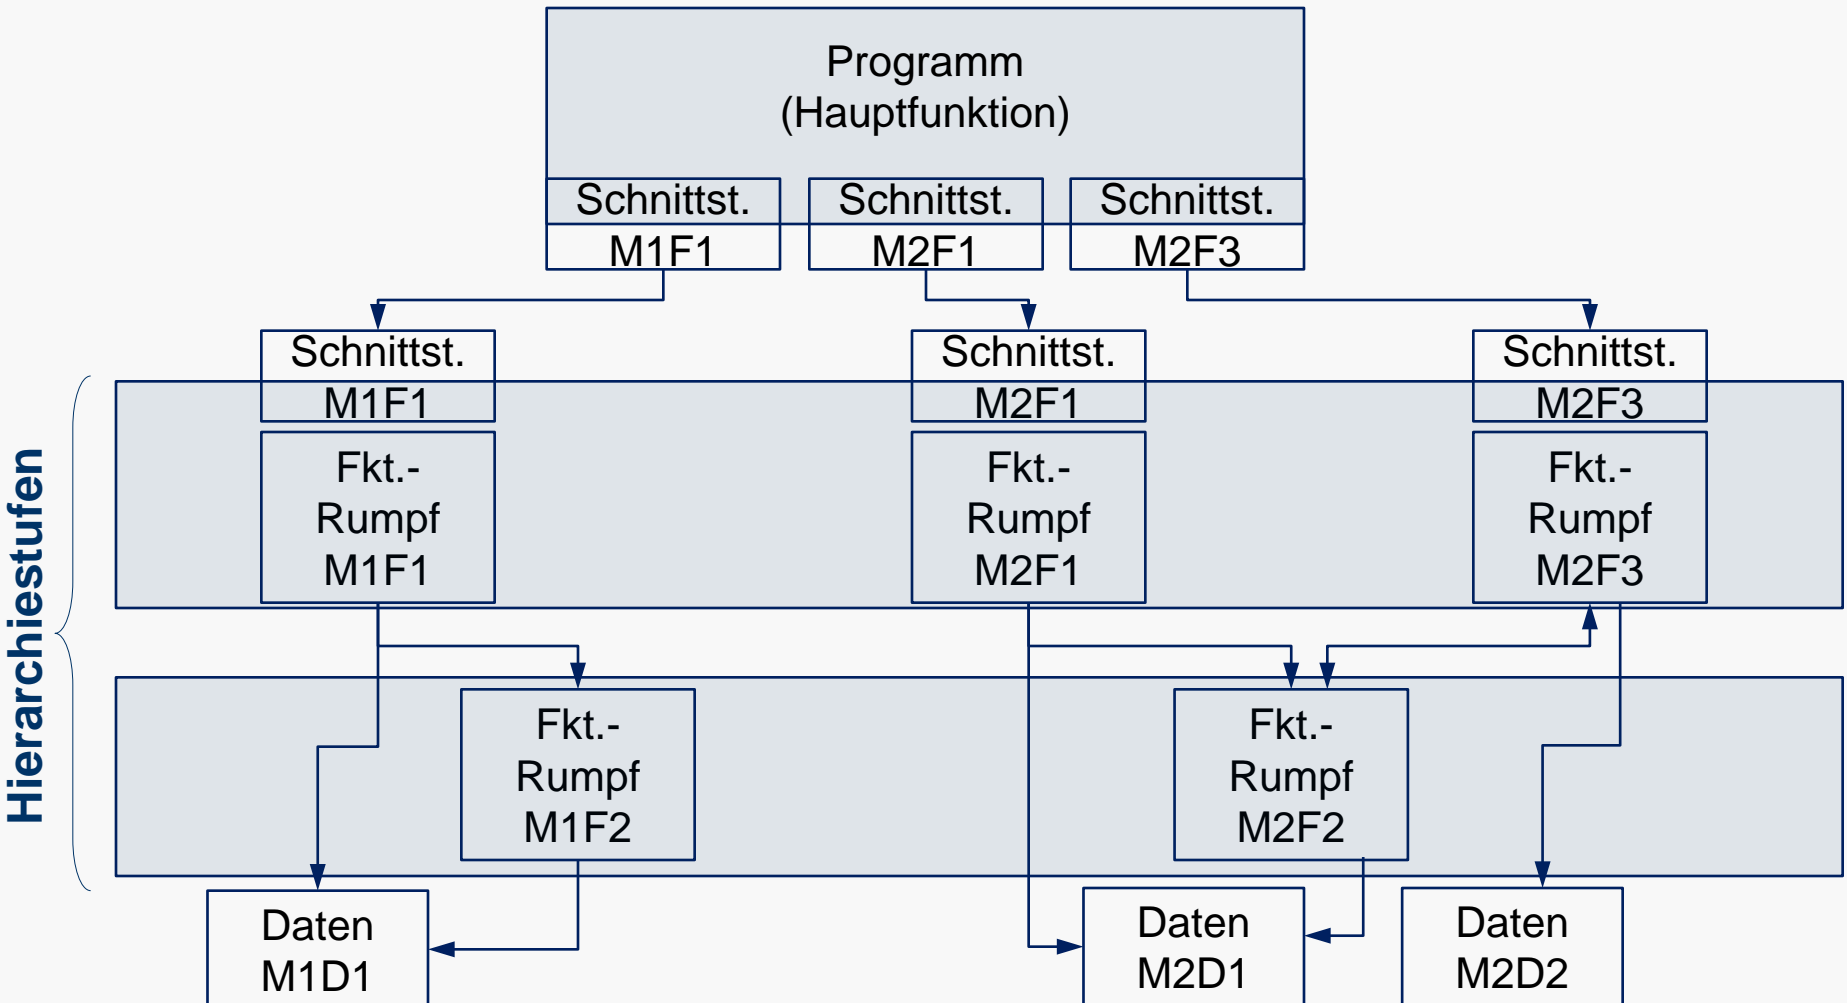 Programm
(Hauptfunktion)
Schnittst. Schnittst. Schnittst.
M1F1 M2F1 M2F3
Schnittst. Schnittst. Schnittst.
M1F1 M2F1 M2F3
Fkt.- Fkt.- Fkt.-
Rumpf Rumpf Rumpf
M1F1 M2F1 M2F3
Hierarchiestufen
Fkt.- Fkt.-
Rumpf Rumpf
M1F2 M2F2
Daten Daten Daten
M1D1 M2D1 M2D2